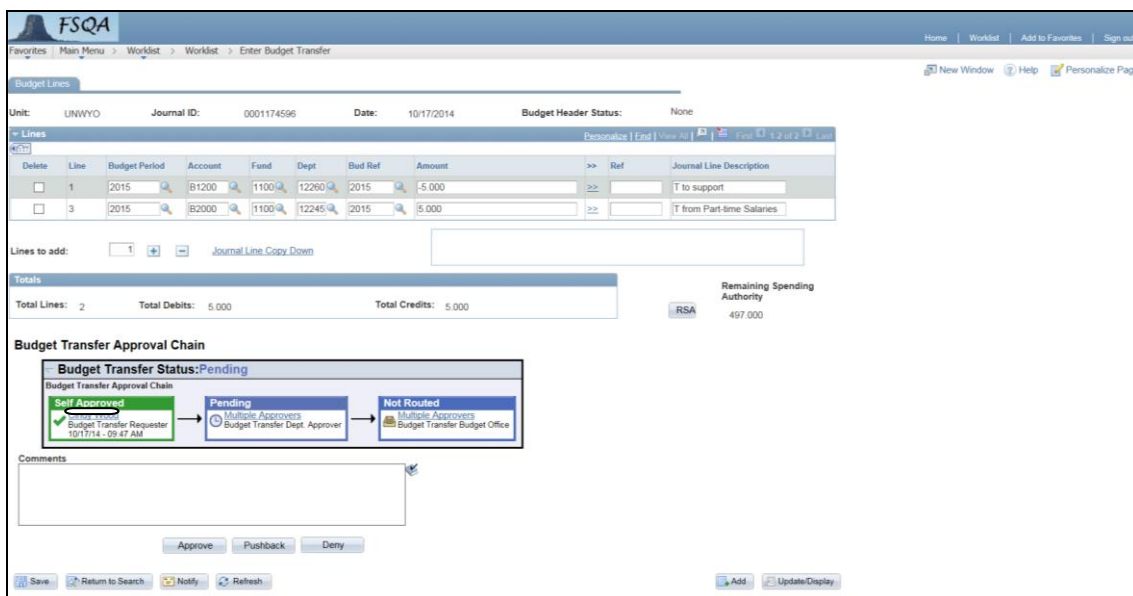 FSQA
Home | Worklist | Add to Favorites | Sign out
Favorites | Main Menu > Worklist > Worklist > Enter Budget Transfer
New Window Help Personalize Pag
Budget Lines
Unit: UNWYO Journal ID: 0001174596 Date: 10/17/2014 Budget Header Status: None
Lines Personalize | Find | View All | First 1-2 of 2 Last
Delete Line Budget Period Account Fund Dept Bud Ref Amount >> Ref Journal Line Description
1 2015 B1200 1100 12260 2015 -5.000 >> T to support
3 2015 B2000 1100 12245 2015 5.000 >> T from Part-time Salaries
Lines to add: 1 + - Journal Line Copy Down
Totals
Total Lines: 2 Total Debits: 5.000 Total Credits: 5.000
RSA
Remaining Spending
Authority
497.000
Budget Transfer Approval Chain
Budget Transfer Status:Pending
Budget Transfer Approval Chain
Self Approved
Budget Transfer Requester
10/17/14 - 09:47 AM
Pending
Multiple Approvers
Budget Transfer Dept. Approver
Not Routed
Multiple Approvers
Budget Transfer Budget Office
Comments
Approve Pushback Deny
Save Return to Search Notify Refresh Add Update/Display